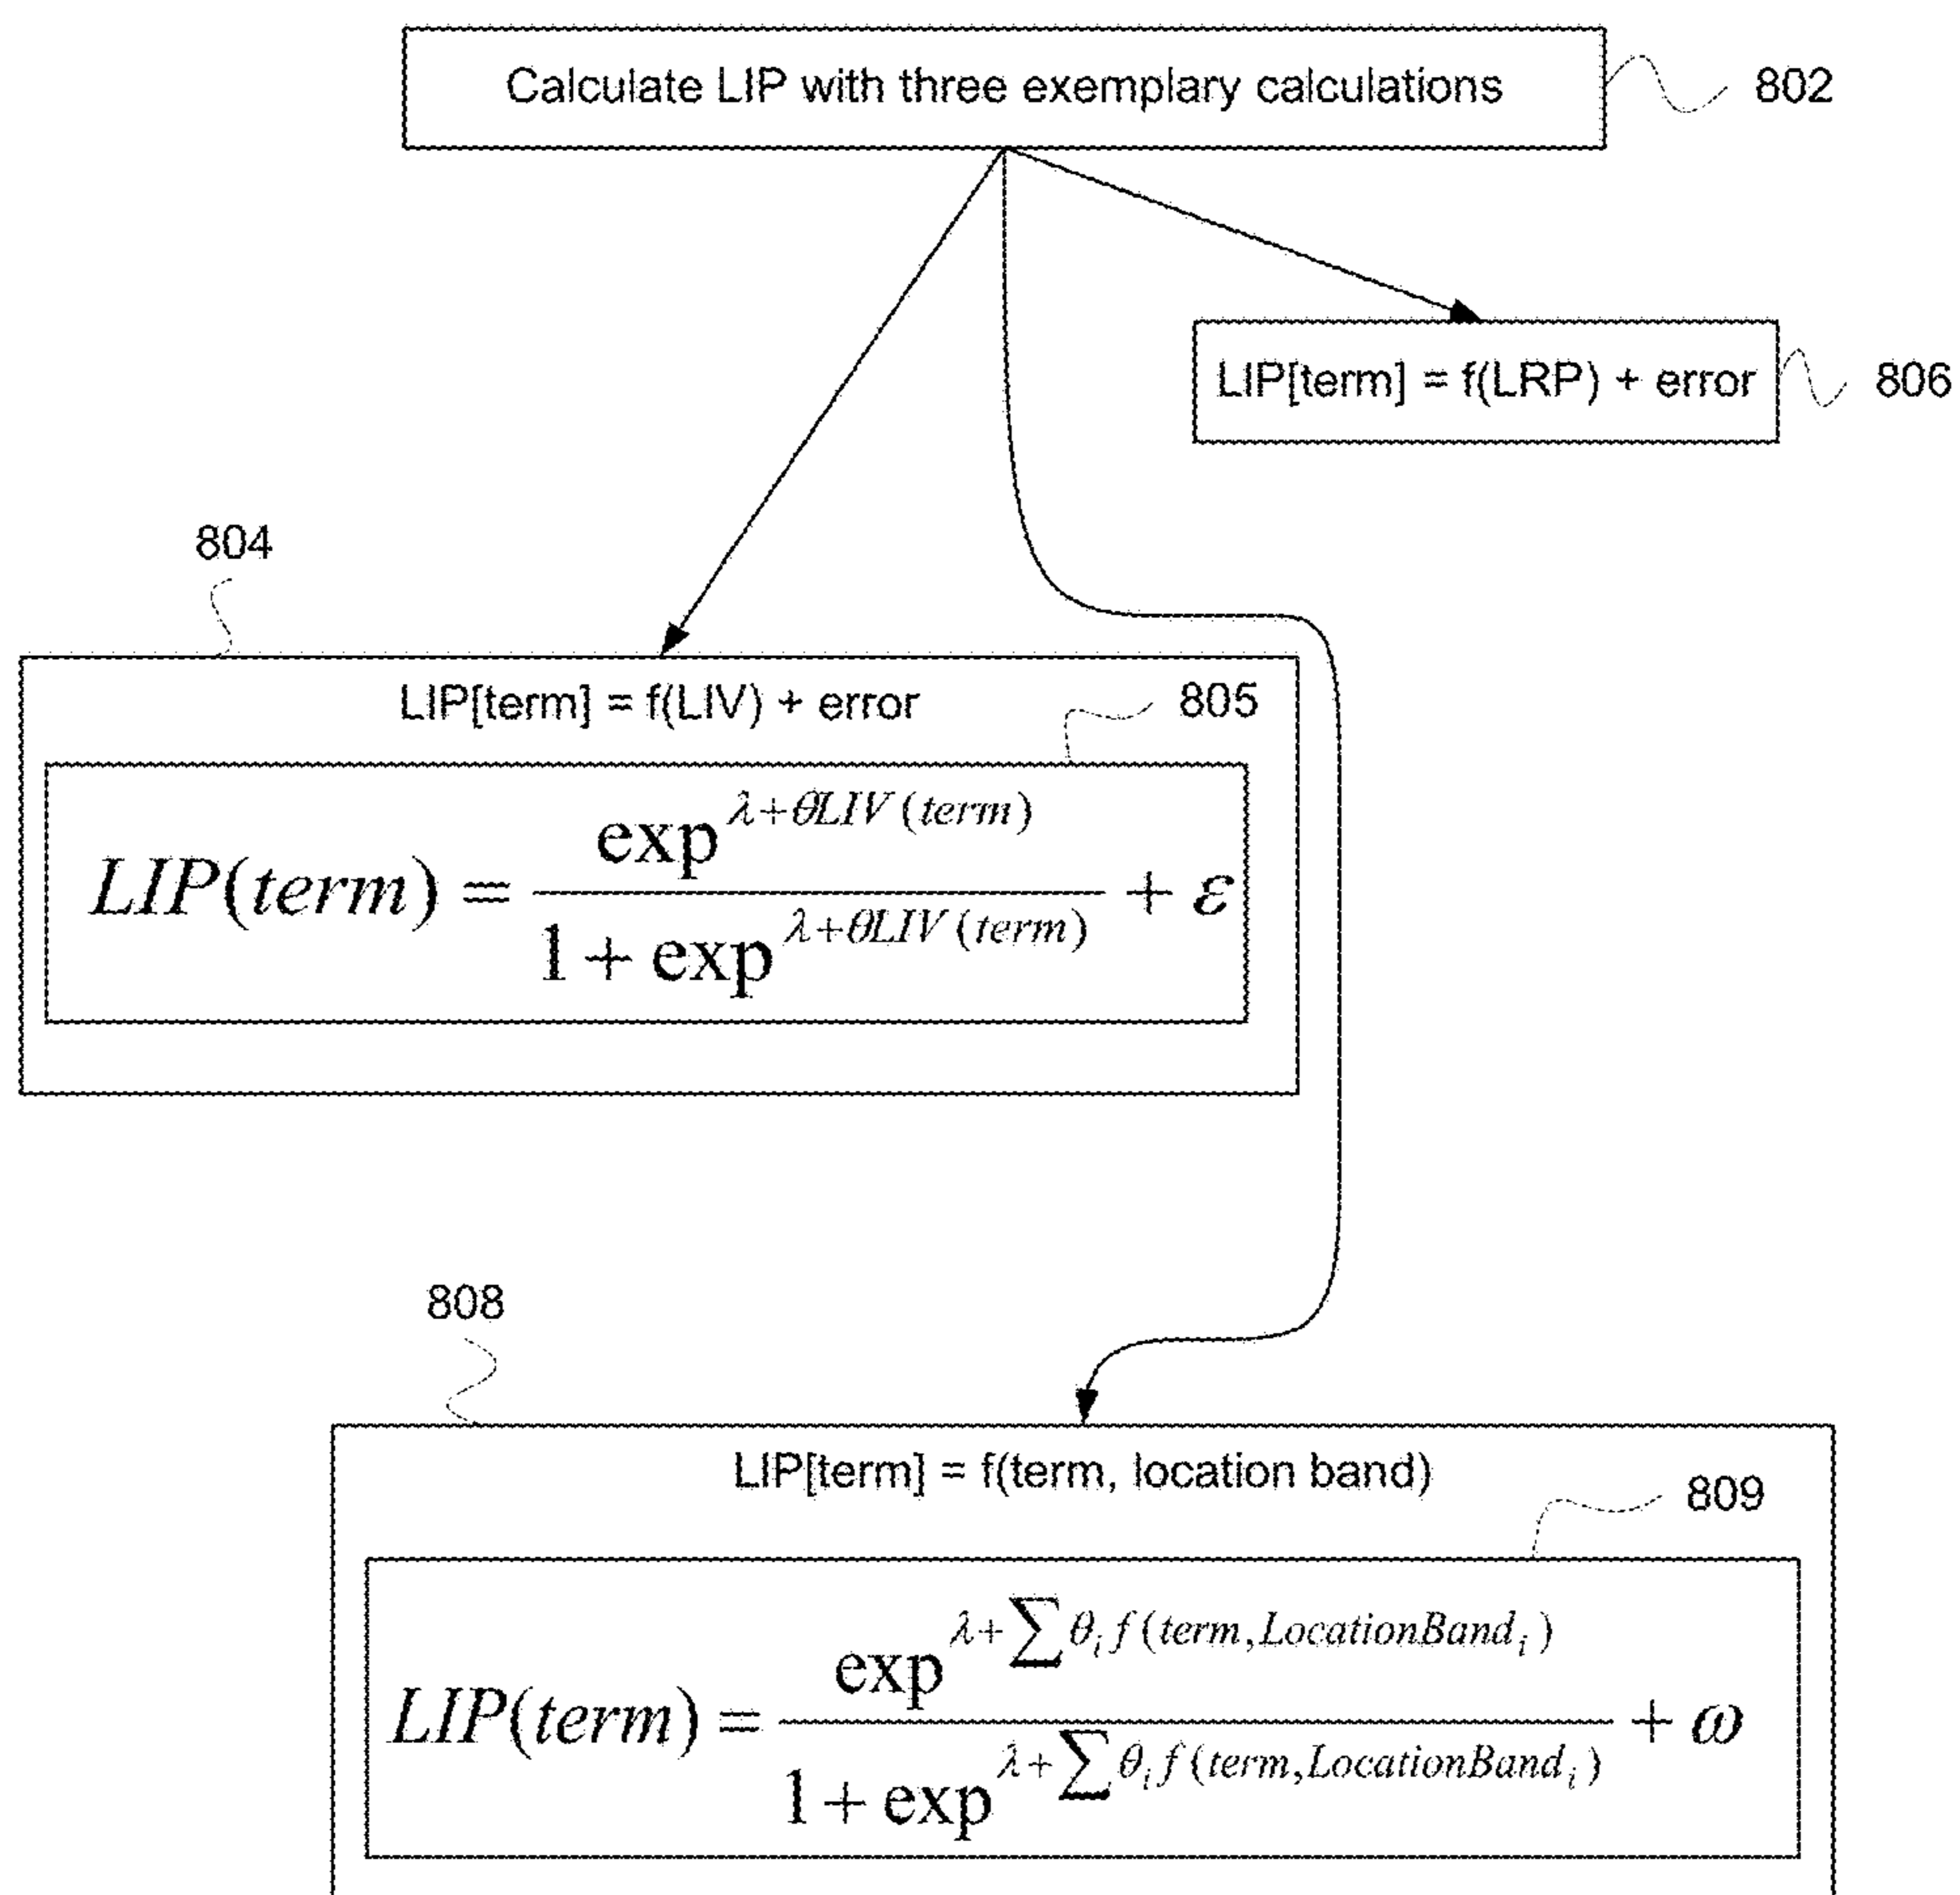 Calculate LIP with three exemplary calculations
802
LIP[term] = f(LRP) + error
806
804
LIP[term] = f(LIV) + error
805
LIP(term) = exp^{λ+θLIV(term)} / 1 + exp^{λ+θLIV(term)} + ε
808
LIP[term] = f(term, location band)
809
LIP(term) = exp^{λ+∑θ_i f(term,LocationBand_i)} / 1 + exp^{λ+∑θ_i f(term,LocationBand_i)} + ω